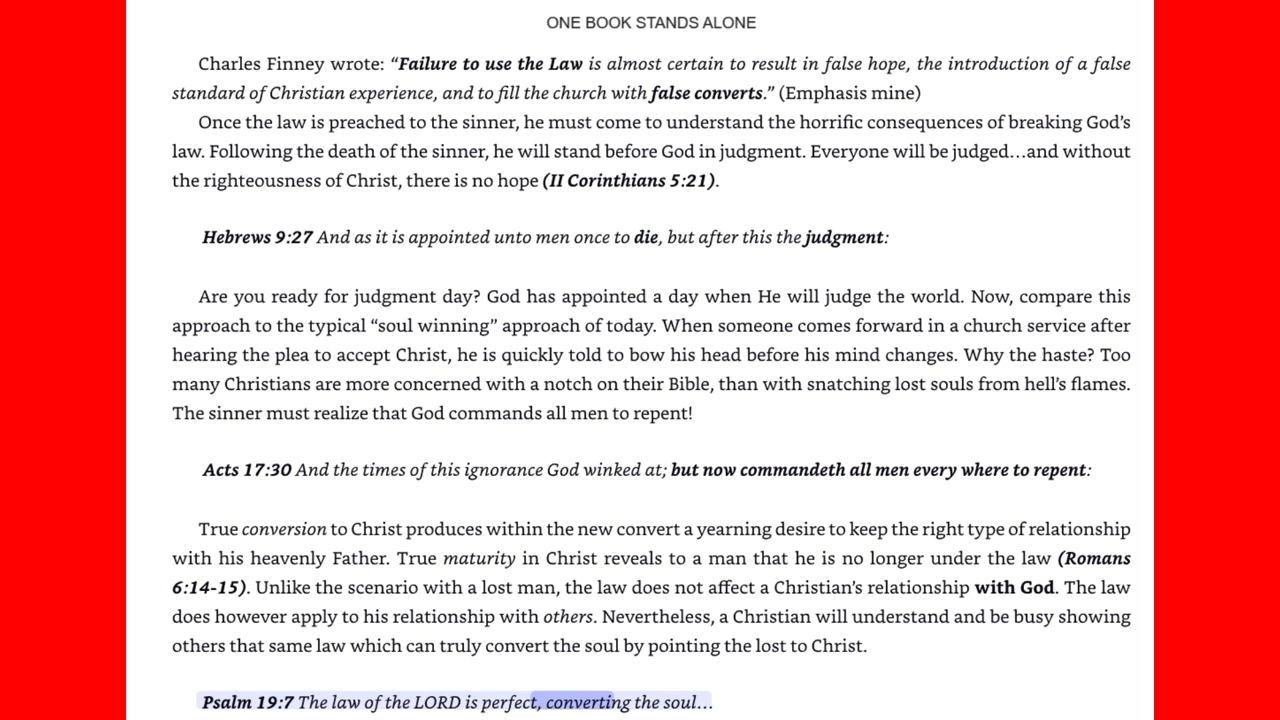 ONE BOOK STANDS ALONE
Charles Finney wrote: “Failure to use the Law is almost certain to result in false hope, the introduction of a false
standard of Christian experience, and to fill the church with false converts.” (Emphasis mine)
Once the law is preached to the sinner, he must come to understand the horrific consequences of breaking God’s
law. Following the death of the sinner, he will stand before God in judgment. Everyone will be judged…and without
the righteousness of Christ, there is no hope (II Corinthians 5:21).
Hebrews 9:27 And as it is appointed unto men once to die, but after this the judgment:
Are you ready for judgment day? God has appointed a day when He will judge the world. Now, compare this
approach to the typical “soul winning” approach of today. When someone comes forward in a church service after
hearing the plea to accept Christ, he is quickly told to bow his head before his mind changes. Why the haste? Too
many Christians are more concerned with a notch on their Bible, than with snatching lost souls from hell’s flames.
The sinner must realize that God commands all men to repent!
Acts 17:30 And the times of this ignorance God winked at; but now commandeth all men every where to repent:
True conversion to Christ produces within the new convert a yearning desire to keep the right type of relationship
with his heavenly Father. True maturity in Christ reveals to a man that he is no longer under the law (Romans
6:14-15). Unlike the scenario with a lost man, the law does not affect a Christian’s relationship with God. The law
does however apply to his relationship with others. Nevertheless, a Christian will understand and be busy showing
others that same law which can truly convert the soul by pointing the lost to Christ.
Psalm 19:7 The law of the LORD is perfect, converting the soul…